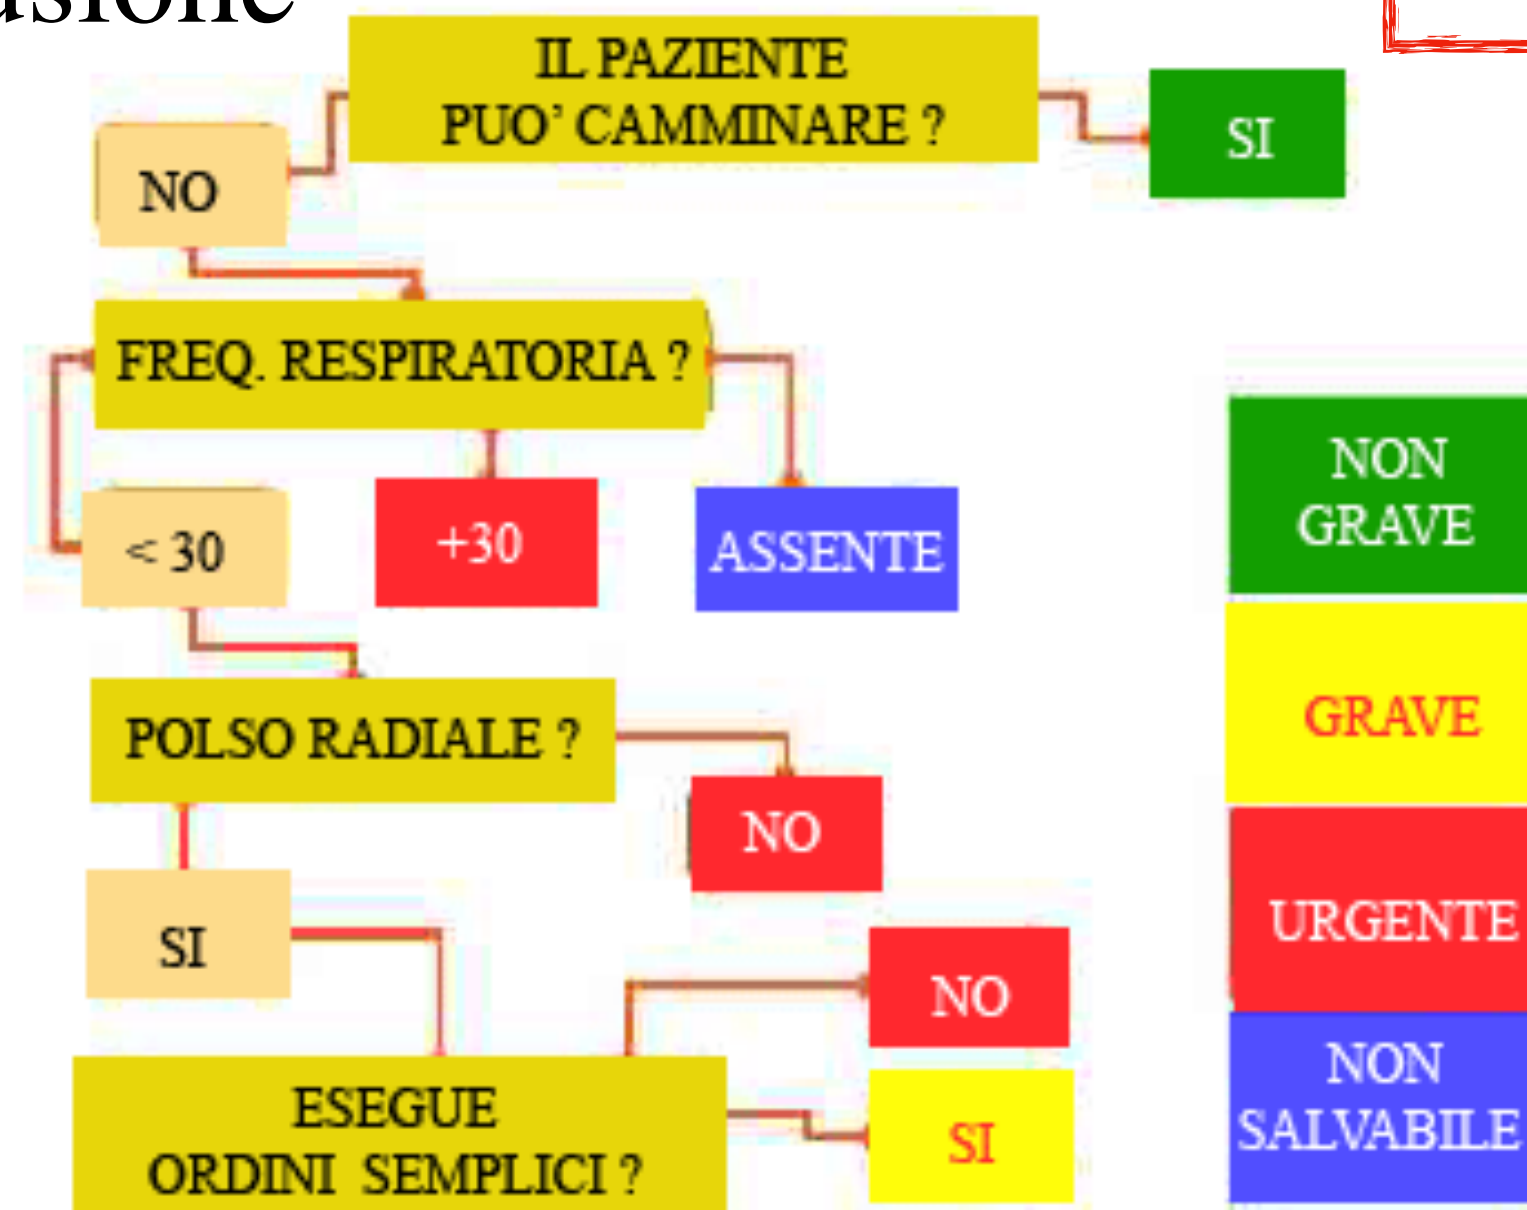 IL PAZIENTE
PUO' CAMMINARE ?
SI
NO
FREQ. RESPIRATORIA ?
< 30
+30
ASSENTE
POLSO RADIALE ?
NO
SI
NO
ESEGUE
ORDINI SEMPLICI ?
SI
NON
GRAVE
GRAVE
URGENTE
NON
SALVABILE